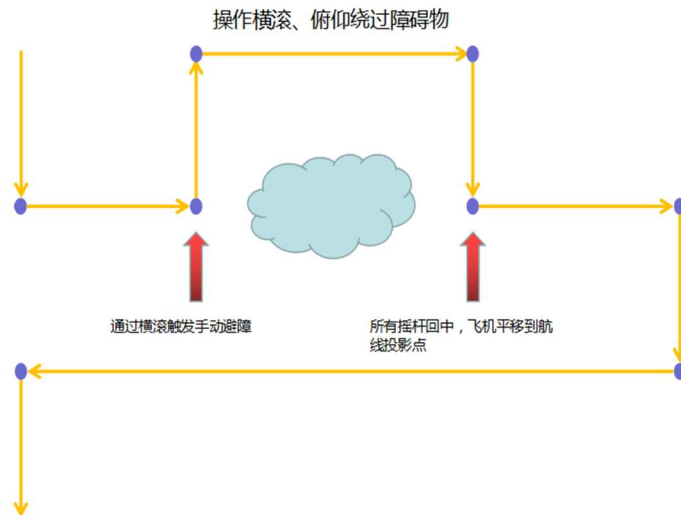 操作横滚、俯仰绕过障碍物
通过横滚触发手动避障
所有摇杆回中，飞机平移到航
线投影点